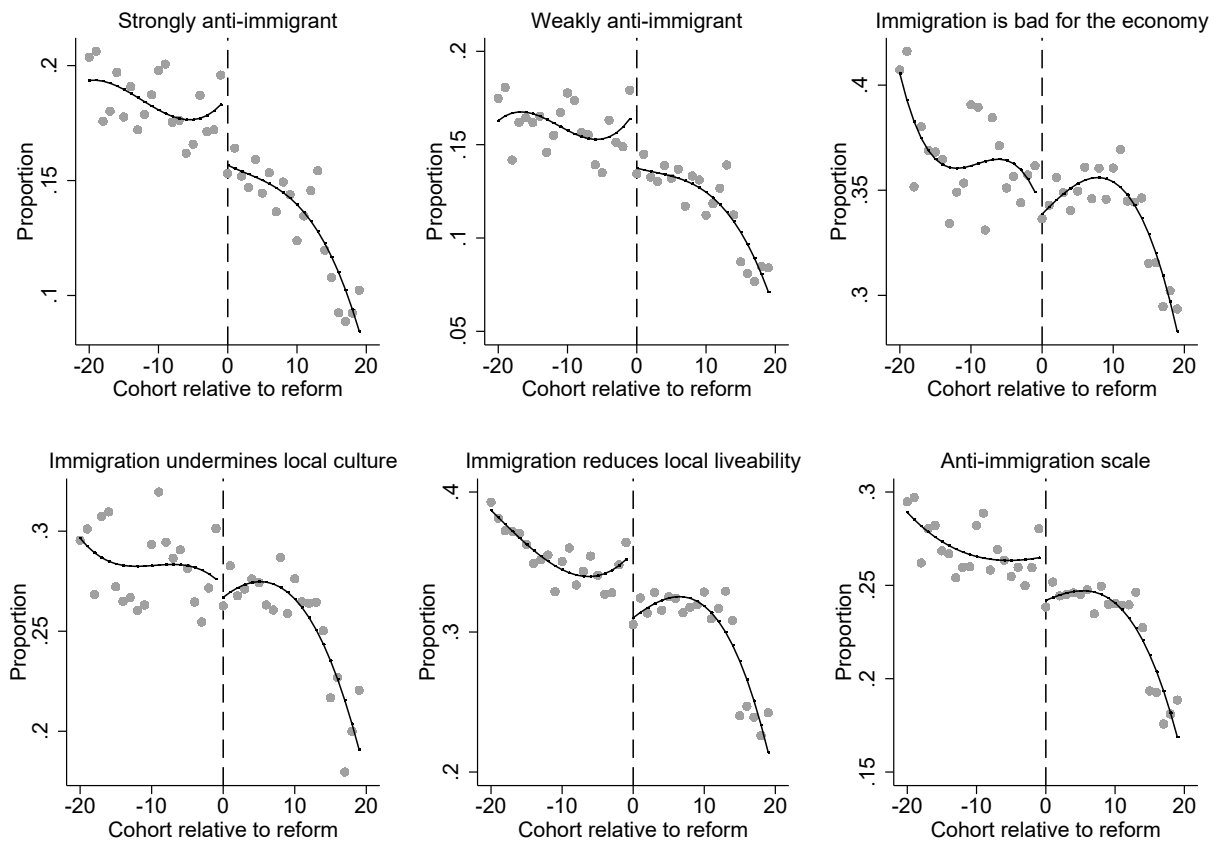 Strongly anti-immigrant
Weakly anti-immigrant
Immigration is bad for the economy
Proportion
.2
.15
.1
-20 -10 0 10 20
Cohort relative to reform
Proportion
.2
.15
.1
.05
-20 -10 0 10 20
Cohort relative to reform
Proportion
.4
.35
.3
-20 -10 0 10 20
Cohort relative to reform
Immigration undermines local culture
Immigration reduces local liveability
Anti-immigration scale
Proportion
.3
.25
.2
-20 -10 0 10 20
Cohort relative to reform
Proportion
.4
.3
.2
-20 -10 0 10 20
Cohort relative to reform
Proportion
.3
.25
.2
.15
-20 -10 0 10 20
Cohort relative to reform